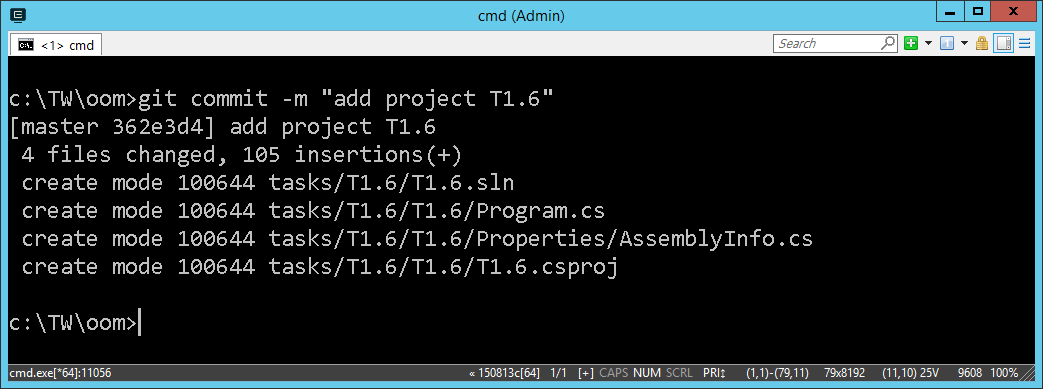 cmd (Admin)
<1> cmd
Search
c:\TW\oom>git commit -m "add project T1.6"
[master 362e3d4] add project T1.6
 4 files changed, 105 insertions(+)
 create mode 100644 tasks/T1.6/T1.6.sln
 create mode 100644 tasks/T1.6/T1.6/Program.cs
 create mode 100644 tasks/T1.6/T1.6/Properties/AssemblyInfo.cs
 create mode 100644 tasks/T1.6/T1.6/T1.6.csproj
c:\TW\oom>
cmd.exe[*64]:11056 « 150813c[64] 1/1 [+] CAPS NUM SCRL PRI↕ (1,1)-(79,11) 79x8192 (11,10) 25V 9608 100%